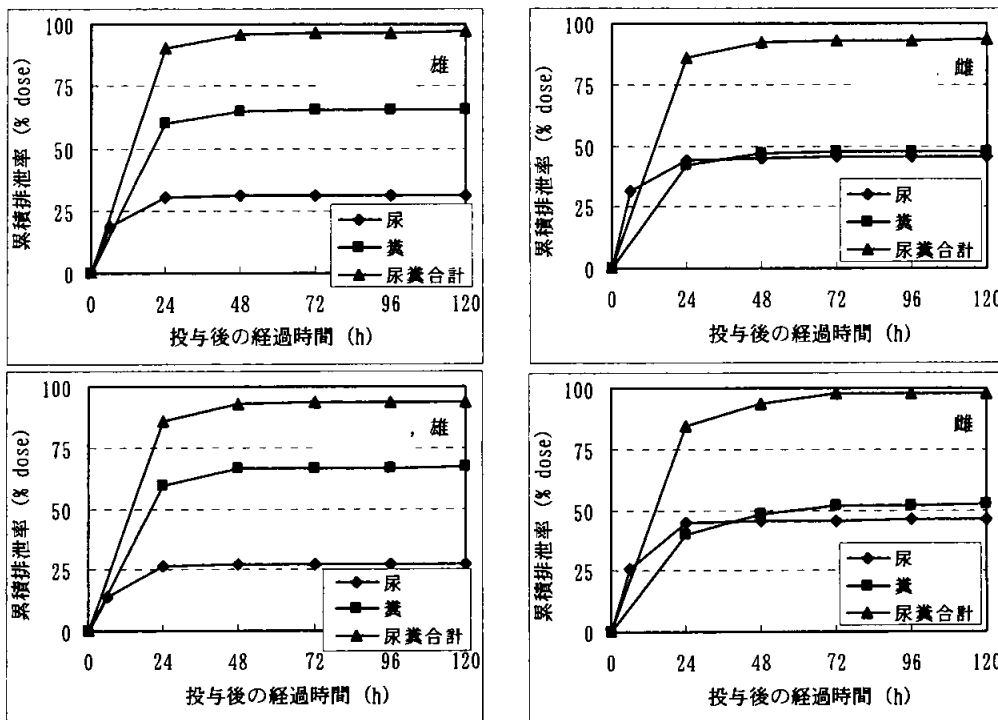 累積排泄率 (% dose)
100
75
50
25
0
雄
尿
糞
尿糞合計
0 24 48 72 96 120
投与後の経過時間 (h)
累積排泄率 (% dose)
100
75
50
25
0
雌
尿
糞
尿糞合計
0 24 48 72 96 120
投与後の経過時間 (h)
累積排泄率 (% dose)
100
75
50
25
0
雄
尿
糞
尿糞合計
0 24 48 72 96 120
投与後の経過時間 (h)
累積排泄率 (% dose)
100
75
50
25
0
雌
尿
糞
尿糞合計
0 24 48 72 96 120
投与後の経過時間 (h)